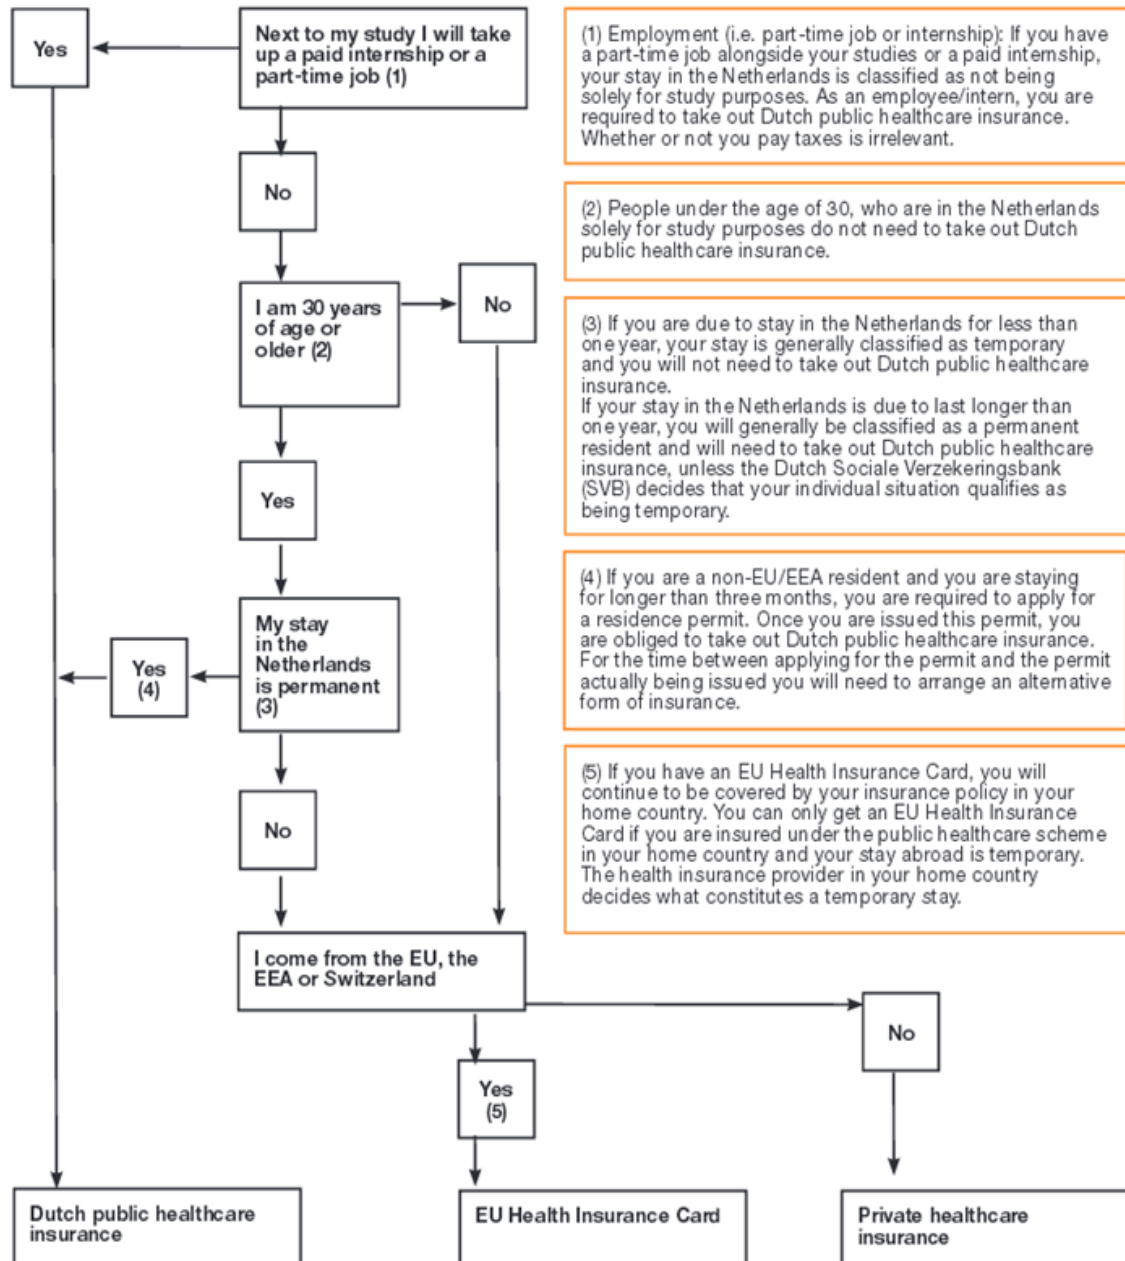 Yes
Next to my study I will take
up a paid internship or a
part-time job (1)
No
I am 30 years
of age or
older (2)
No
Yes
My stay
in the
Netherlands
is permanent
(3)
Yes
(4)
No
I come from the EU, the
EEA or Switzerland
No
Yes
(5)
Dutch public healthcare
insurance
EU Health Insurance Card
Private healthcare
insurance
(1) Employment (i.e. part-time job or internship): If you have
a part-time job alongside your studies or a paid internship,
your stay in the Netherlands is classified as not being
solely for study purposes. As an employee/intern, you are
required to take out Dutch public healthcare insurance.
Whether or not you pay taxes is irrelevant.
(2) People under the age of 30, who are in the Netherlands
solely for study purposes do not need to take out Dutch
public healthcare insurance.
(3) If you are due to stay in the Netherlands for less than
one year, your stay is generally classified as temporary
and you will not need to take out Dutch public healthcare
insurance.
If your stay in the Netherlands is due to last longer than
one year, you will generally be classified as a permanent
resident and will need to take out Dutch public healthcare
insurance, unless the Dutch Sociale Verzekeringsbank
(SVB) decides that your individual situation qualifies as
being temporary.
(4) If you are a non-EU/EEA resident and you are staying
for longer than three months, you are required to apply for
a residence permit. Once you are issued this permit, you
are obliged to take out Dutch public healthcare insurance.
For the time between applying for the permit and the permit
actually being issued you will need to arrange an alternative
form of insurance.
(5) If you have an EU Health Insurance Card, you will
continue to be covered by your insurance policy in your
home country. You can only get an EU Health Insurance
Card if you are insured under the public healthcare scheme
in your home country and your stay abroad is temporary.
The health insurance provider in your home country
decides what constitutes a temporary stay.